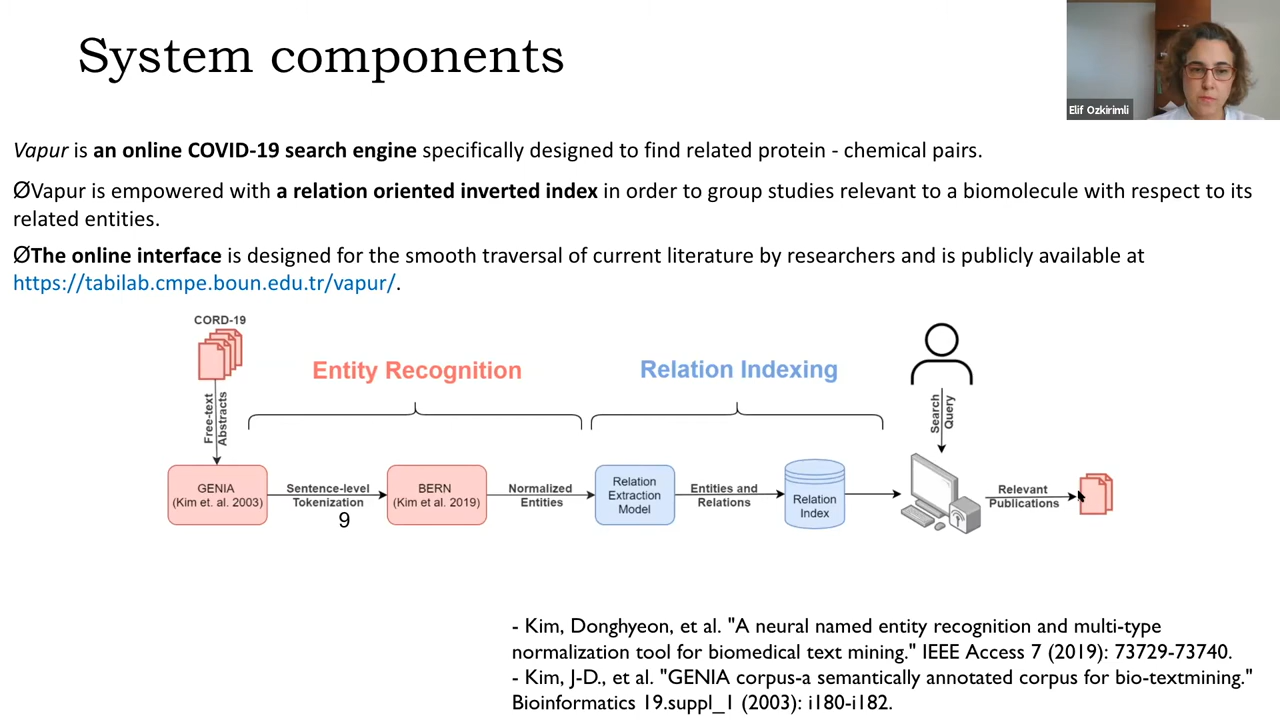 System components
Elif Ozkirimli
Vapur is an online COVID-19 search engine specifically designed to find related protein - chemical pairs.
ØVapur is empowered with a relation oriented inverted index in order to group studies relevant to a biomolecule with respect to its
related entities.
ØThe online interface is designed for the smooth traversal of current literature by researchers and is publicly available at
https://tabilab.cmpe.boun.edu.tr/vapur/.
CORD-19
Free-text
Abstracts
Entity Recognition
Relation Indexing
Search
Query
GENIA
(Kim et. al. 2003)
Sentence-level
Tokenization
9
BERN
(Kim et al. 2019)
Normalized
Entities
Relation
Extraction
Model
Entities and
Relations
Relation
Index
Relevant
Publications
- Kim, Donghyeon, et al. "A neural named entity recognition and multi-type
normalization tool for biomedical text mining." IEEE Access 7 (2019): 73729-73740.
- Kim, J-D., et al. "GENIA corpus-a semantically annotated corpus for bio-textmining."
Bioinformatics 19.suppl_1 (2003): i180-i182.